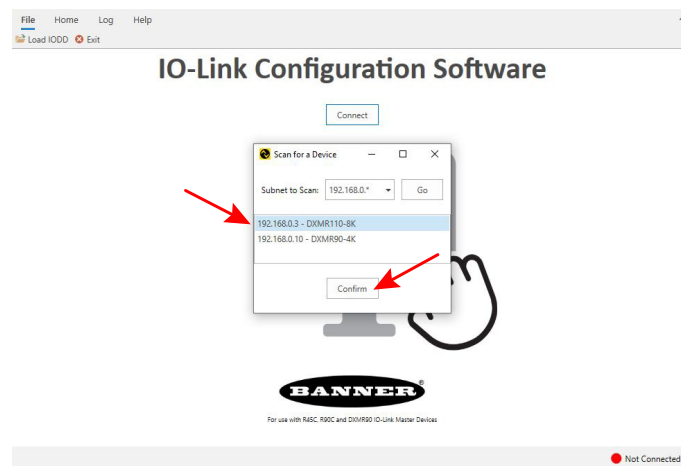 File Home Log Help
Load IODD Exit
IO-Link Configuration Software
Connect
Scan for a Device
Subnet to Scan: 192.168.0.* Go
192.168.0.3 - DXMR110-8K
192.168.0.10 - DXMR90-4K
Confirm
BANNER
For use with R45C, R90C and DXMR90 IO-Link Master Devices
Not Connected